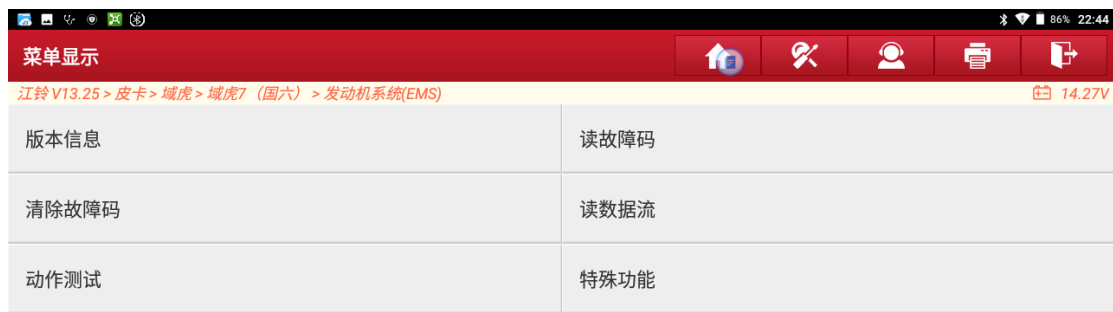 86% 22:44
菜单显示
江铃 V13.25 > 皮卡 > 域虎 > 域虎7（国六） > 发动机系统(EMS) 14.27V
版本信息 读故障码
清除故障码 读数据流
动作测试 特殊功能